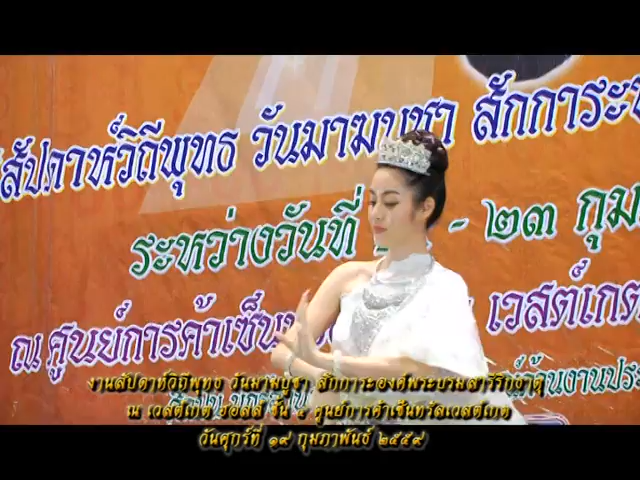 สัปดาห์วิถีพุทธ วันมาฆบูชา สักการะ
ระหว่างวันที่ - ๒๓ กุม
ณ ศูนย์การค้าเซ็น เวสต์เกต
งานสัปดาห์วิถีพุทธ วันมาฆบูชา สักการะองค์พระบรมสารีริกธาตุ
ณ เวสต์เกต ฮอลล์ ชั้น ๔ ศูนย์การค้าเซ็นทรัลเวสต์เกต
วันศุกร์ที่ ๑๙ กุมภาพันธ์ ๒๕๕๙